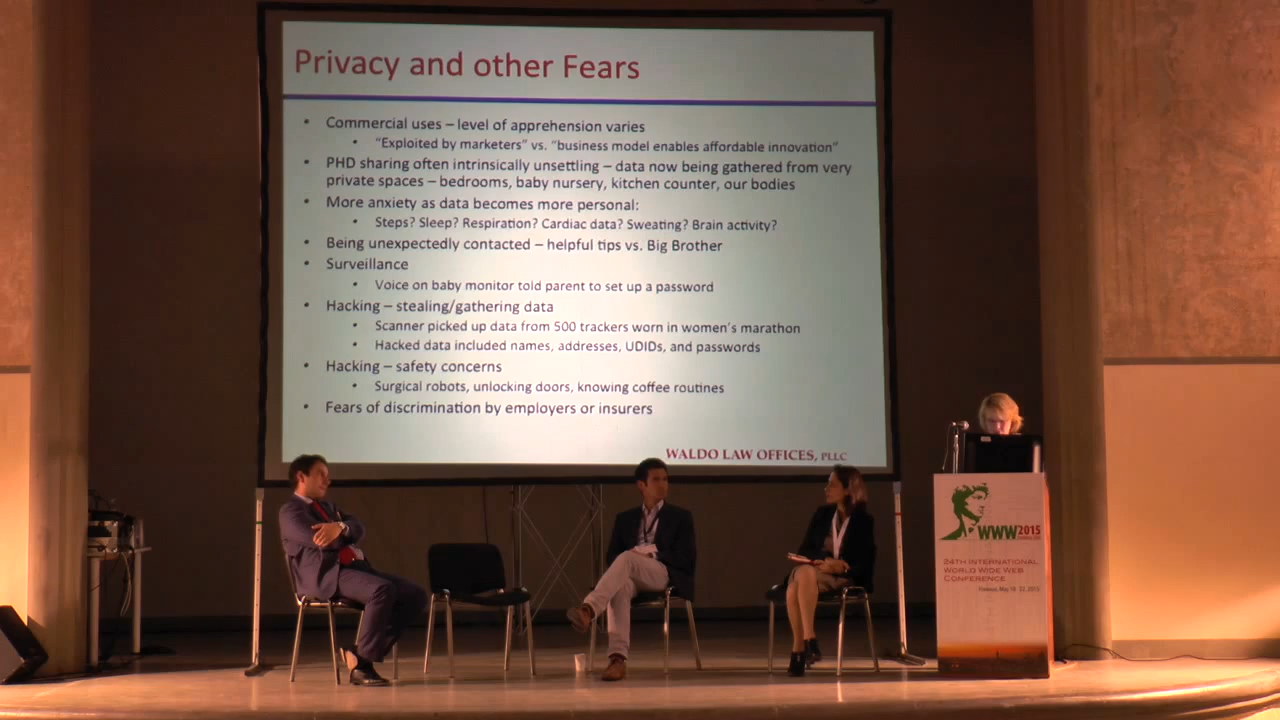 Privacy and other Fears
• Commercial uses – level of apprehension varies
• "Exploited by marketers" vs. "business model enables affordable innovation"
• PHD sharing often intrinsically unsettling – data now being gathered from very
private spaces – bedrooms, baby nursery, kitchen counter, our bodies
• More anxiety as data becomes more personal:
• Steps? Sleep? Respiration? Cardiac data? Sweating? Brain activity?
• Being unexpectedly contacted – helpful tips vs. Big Brother
• Surveillance
• Voice on baby monitor told parent to set up a password
• Hacking – stealing/gathering data
• Scanner picked up data from 500 trackers worn in women's marathon
• Hacked data included names, addresses, UDIDs, and passwords
• Hacking – safety concerns
• Surgical robots, unlocking doors, knowing coffee routines
• Fears of discrimination by employers or insurers
WALDO LAW OFFICES, PLLC
WWW2015
24TH INTERNATIONAL
WORLD WIDE WEB
CONFERENCE
Florence, May 18 22, 2015